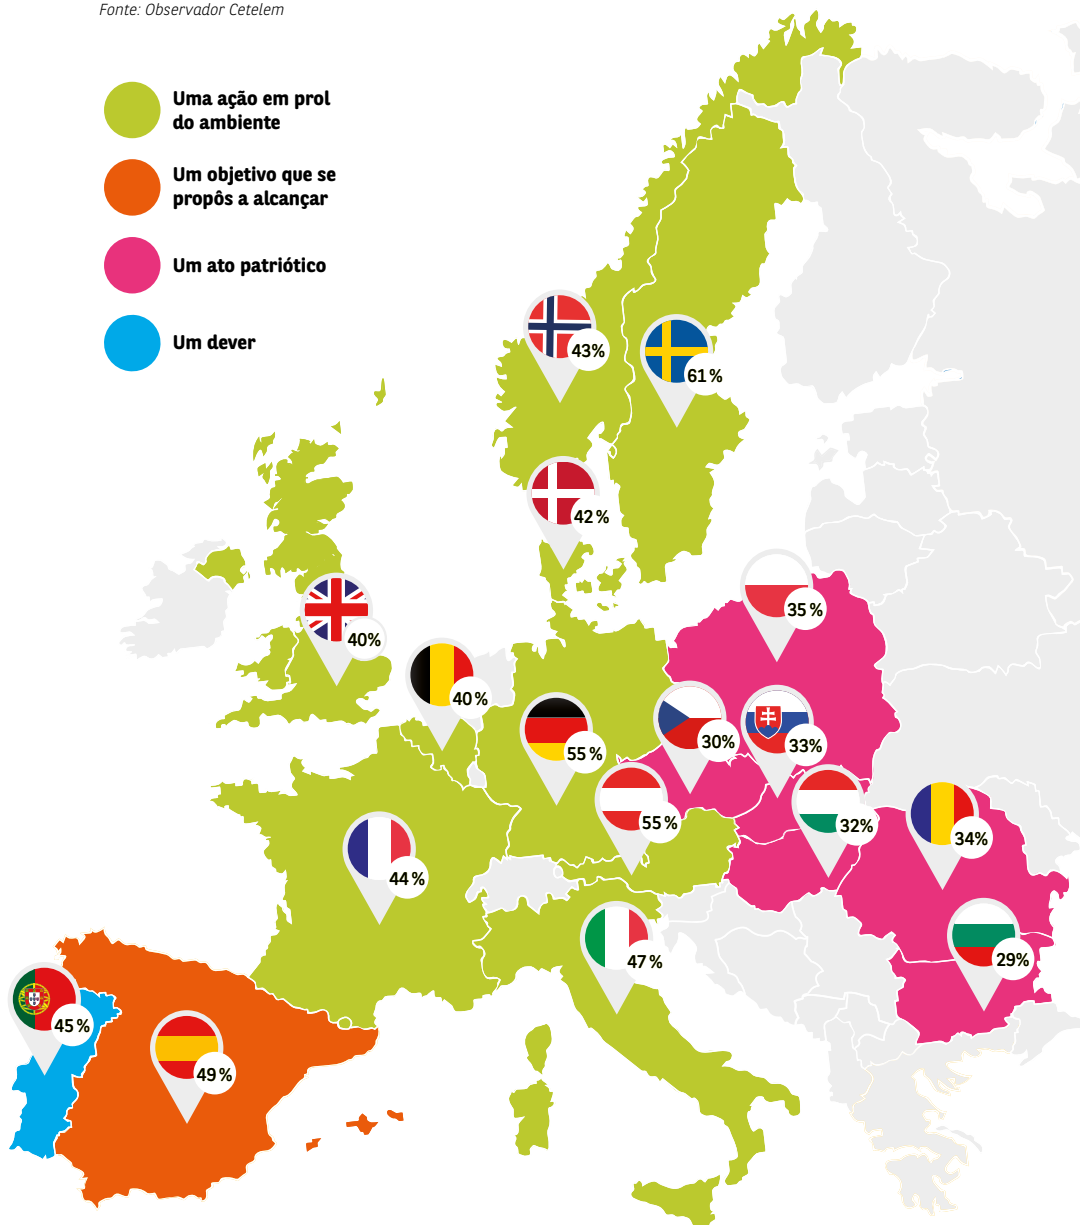 Fonte: Observador Cetelem
Uma ação em prol
do ambiente
Um objetivo que se
propôs a alcançar
Um ato patriótico
Um dever
43%
61%
42%
35%
40%
40%
30%
33%
55%
55%
32%
34%
44%
47%
29%
45%
49%